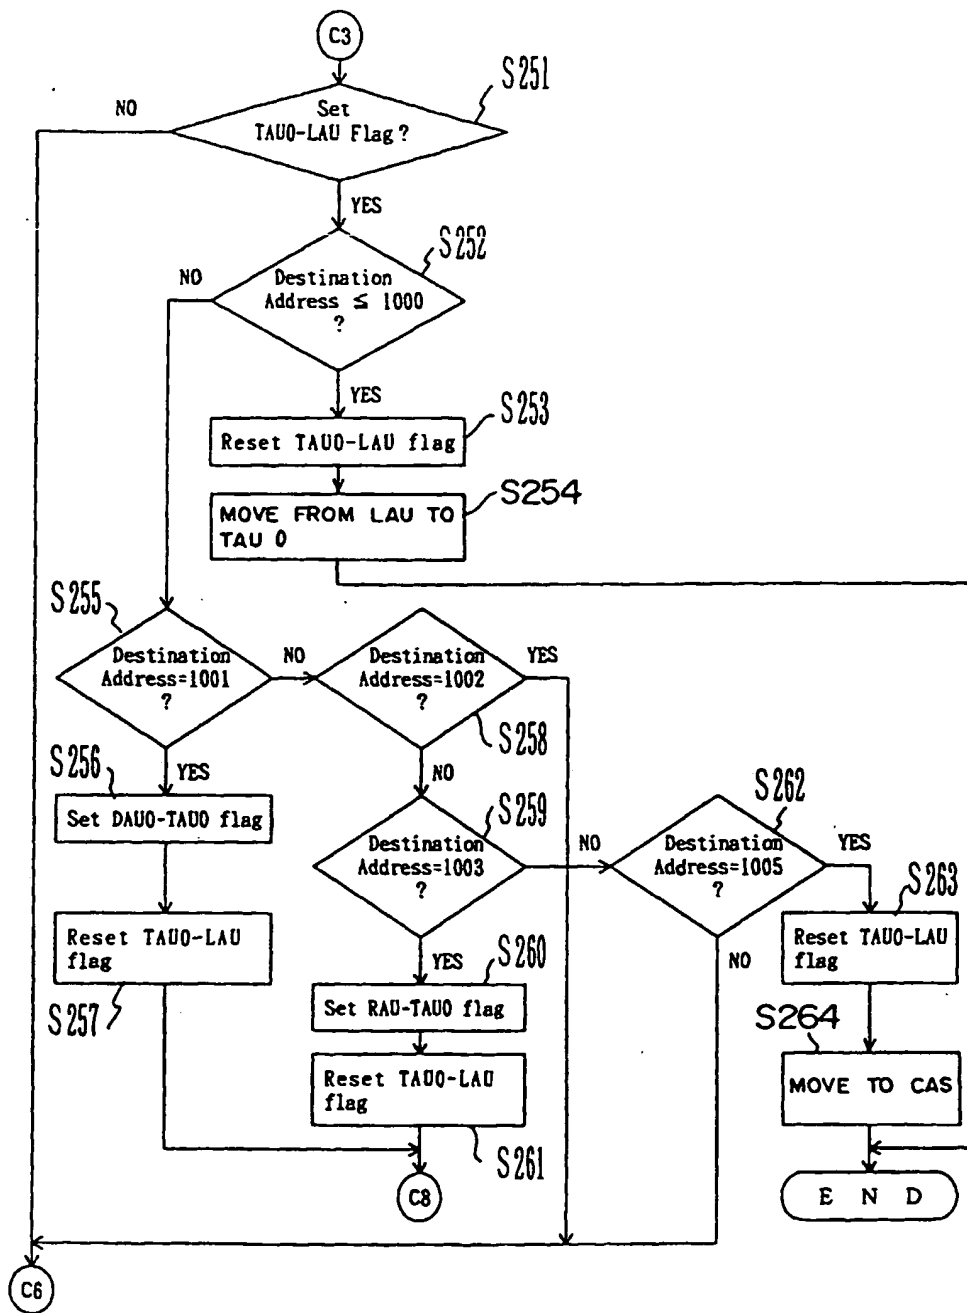 C3
S251
NO
Set
TAU0-LAU Flag?
YES
S252
NO
Destination
Address ≦ 1000
?
YES
S253
Reset TAU0-LAU flag
S254
MOVE FROM LAU TO
TAU 0
S255
Destination
Address=1001
?
NO
Destination
Address=1002
?
YES
S258
S256
YES
NO
S262
Set DAU0-TAU0 flag
S259
Destination
Address=1003
?
NO
Destination
Address=1005
?
YES
S263
Reset TAU0-LAU
flag
S257
YES
S260
NO
Reset TAU0-LAU
flag
Set RAU-TAU0 flag
S264
Reset TAU0-LAU
flag
MOVE TO CAS
S261
C8
E N D
C6